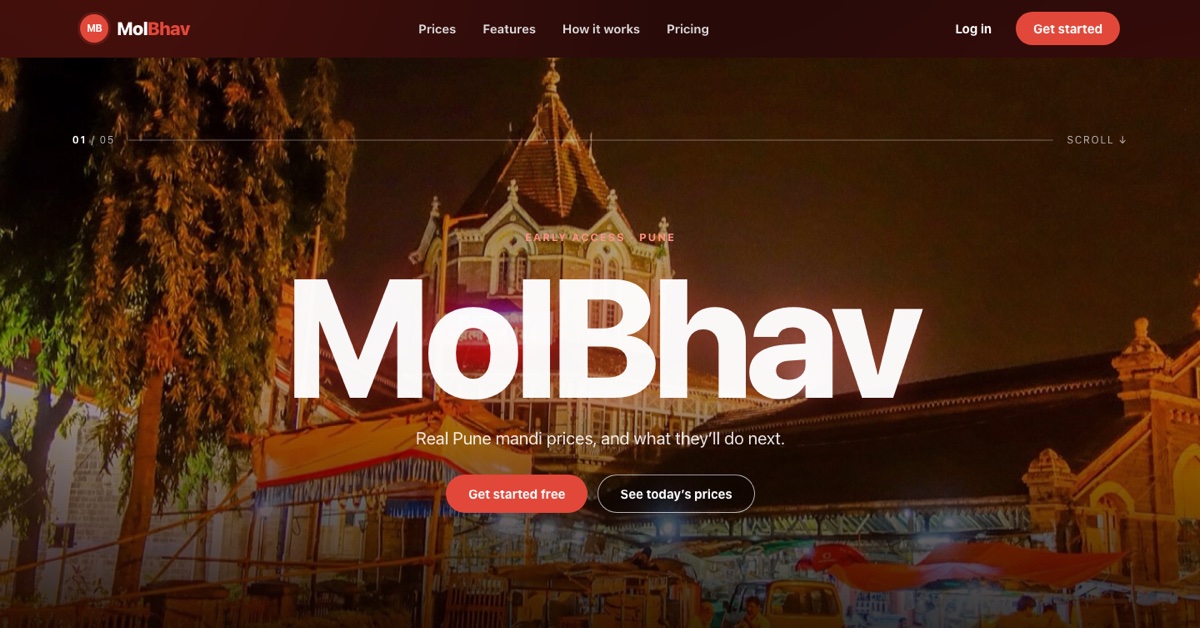 MB MolBhav Prices Features How it works Pricing Log in Get started
01 / 05 SCROLL ↓
EARLY ACCESS · PUNE
MolBhav
Real Pune mandi prices, and what they’ll do next.
Get started free See today’s prices